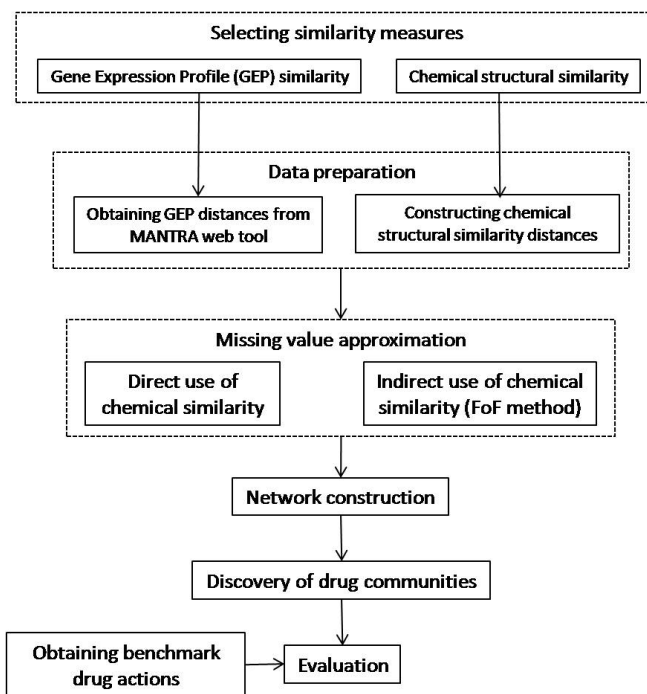 Selecting similarity measures
Gene Expression Profile (GEP) similarity
Chemical structural similarity
Data preparation
Obtaining GEP distances from
MANTRA web tool
Constructing chemical
structural similarity distances
Missing value approximation
Direct use of
chemical similarity
Indirect use of chemical
similarity (FoF method)
Network construction
Discovery of drug communities
Obtaining benchmark
drug actions
Evaluation